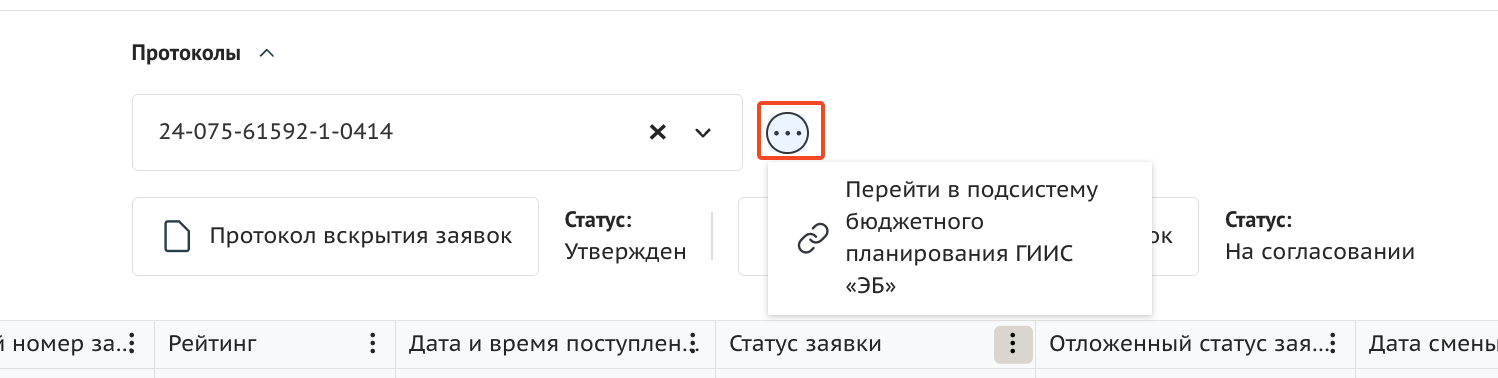 Протоколы
24-075-61592-1-0414
Перейти в подсистему
бюджетного
планирования ГИИС
«ЭБ»
Протокол вскрытия заявок
Статус:
Утвержден
ок
Статус:
На согласовании
й номер за...
Рейтинг
Дата и время поступлен...
Статус заявки
Отложенный статус зая...
Дата смены